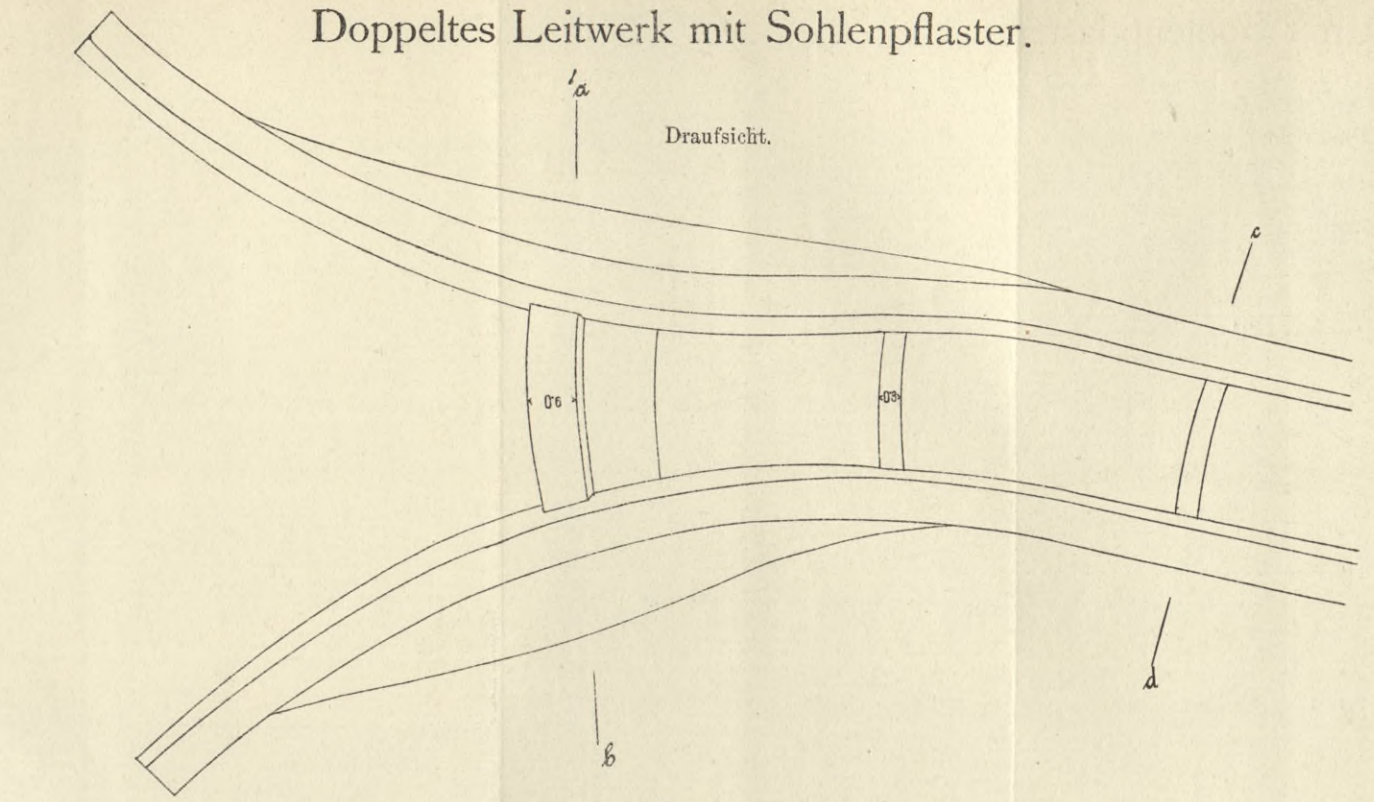 Doppeltes Leitwerk mit Sohlenpflaster.
a
Draufsicht.
c
0.6
0.3
d
b